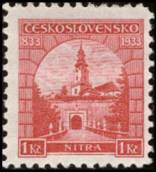 ČESKOSLOVENSKO
833 1933
1 Kč NITRA 1 Kč